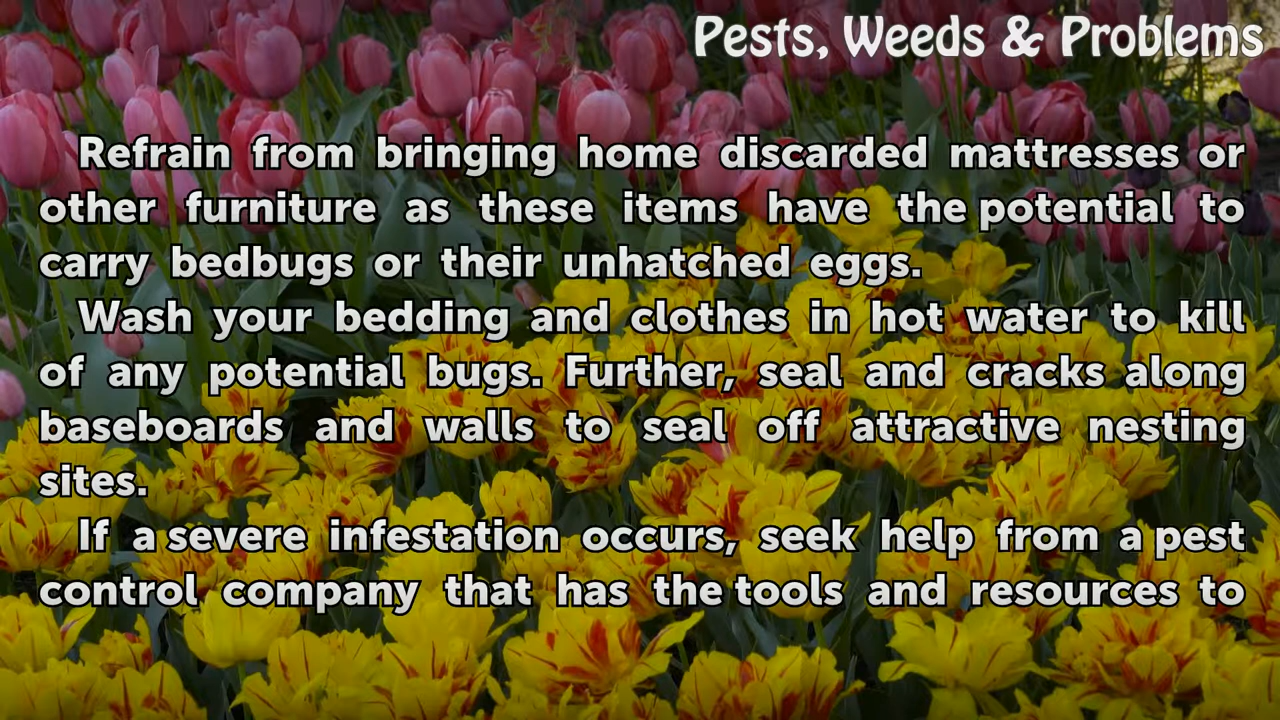 Pests, Weeds & Problems
Refrain from bringing home discarded mattresses or
other furniture as these items have the potential to
carry bedbugs or their unhatched eggs.
Wash your bedding and clothes in hot water to kill
of any potential bugs. Further, seal and cracks along
baseboards and walls to seal off attractive nesting
sites.
If a severe infestation occurs, seek help from a pest
control company that has the tools and resources to